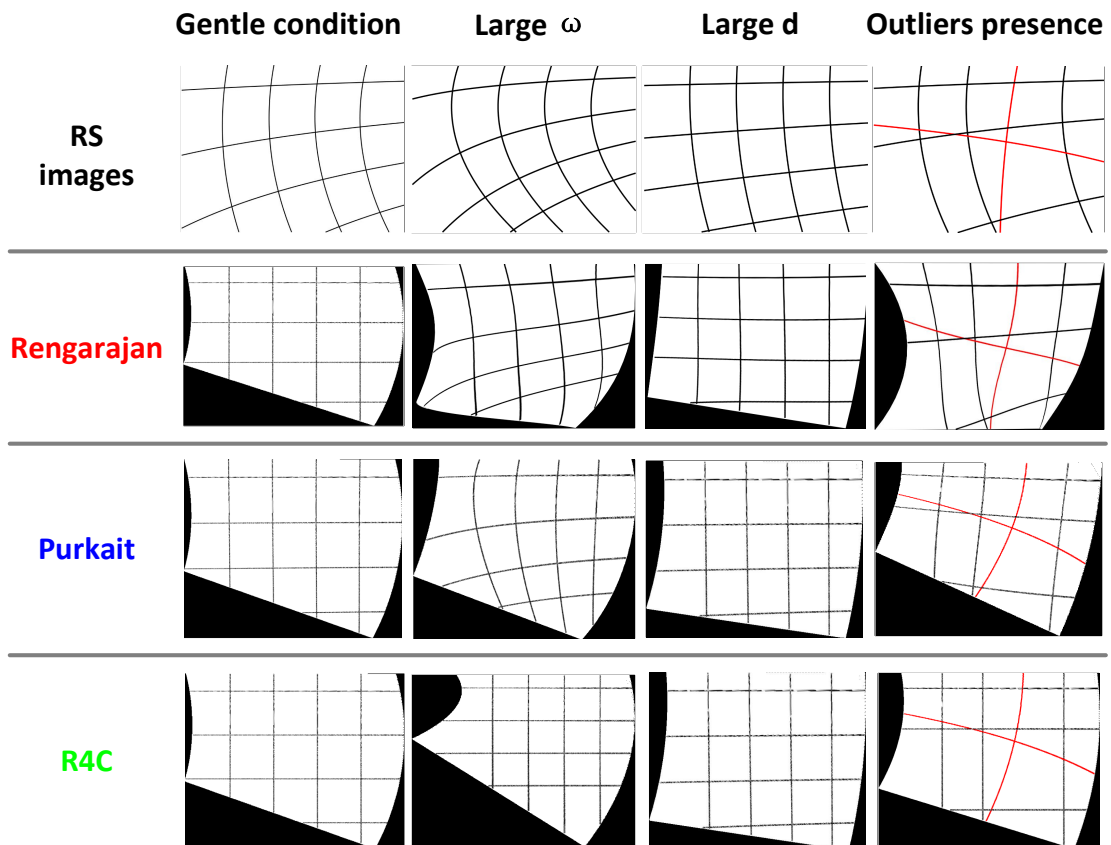 Gentle condition
Large ω
Large d
Outliers presence
RS
images
Rengarajan
Purkait
R4C